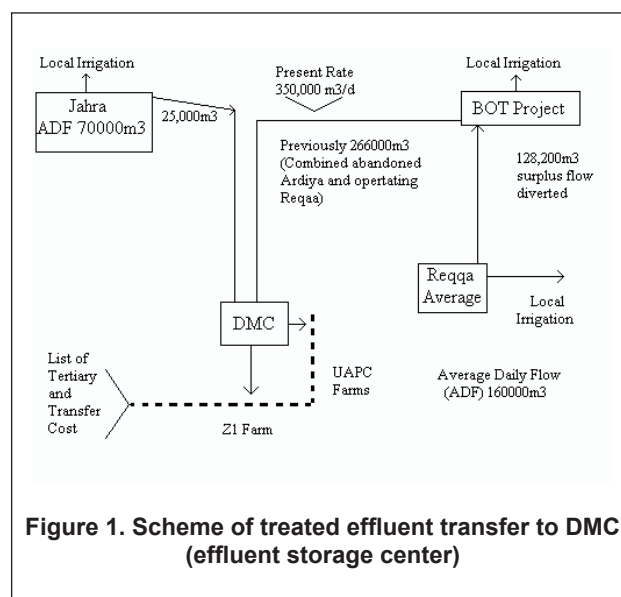 Local Irrigation
Jahra
ADF 70000m3
25,000m3
Present Rate
350,000 m3/d
Previously 266000m3
(Combined abandoned
Ardiya and opertating
Reqaa)
Local Irrigation
BOT Project
128,200m3
surplus flow
diverted
Reqqa
Average
Local
Irrigation
DMC
List of
Tertiary
and
Transfer
Cost
UAPC
Farms
Z1 Farm
Average Daily Flow
(ADF) 160000m3
Figure 1. Scheme of treated effluent transfer to DMC
(effluent storage center)